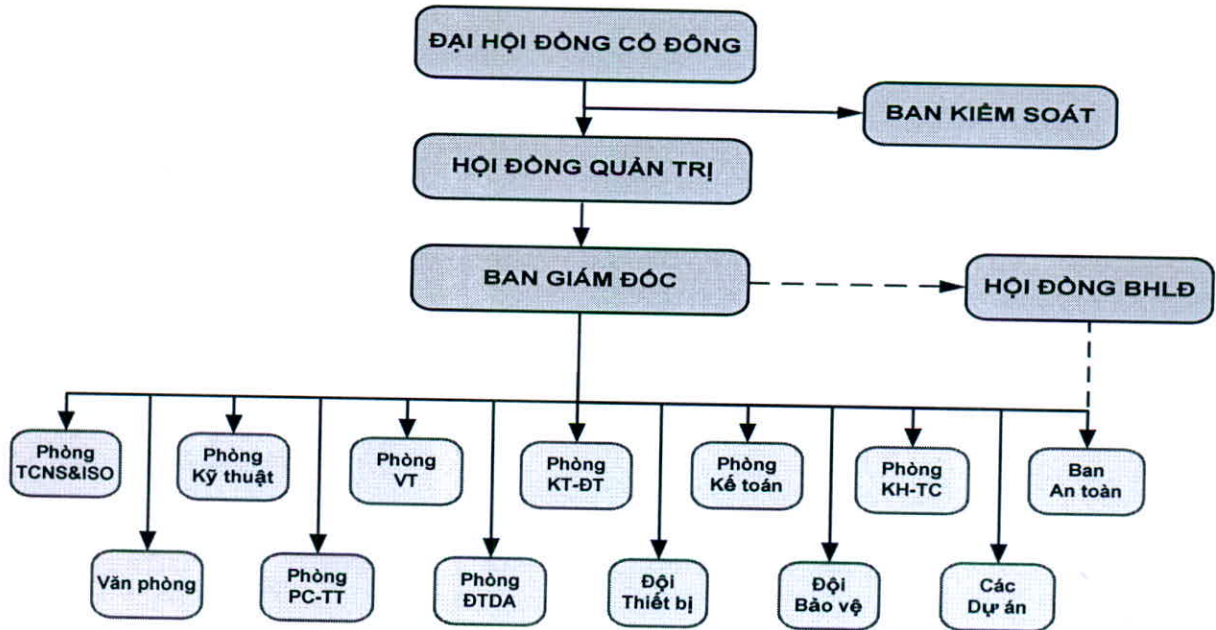 ĐẠI HỘI ĐỒNG CỔ ĐÔNG
BAN KIỂM SOÁT
HỘI ĐỒNG QUẢN TRỊ
BAN GIÁM ĐỐC
HỘI ĐỒNG BHLĐ
Phòng
TCNS&ISO
Phòng
Kỹ thuật
Phòng
VT
Phòng
KT-ĐT
Phòng
Kế toán
Phòng
KH-TC
Ban
An toàn
Văn phòng
Phòng
PC-TT
Phòng
ĐTDA
Đội
Thiết bị
Đội
Bảo vệ
Các
Dự án